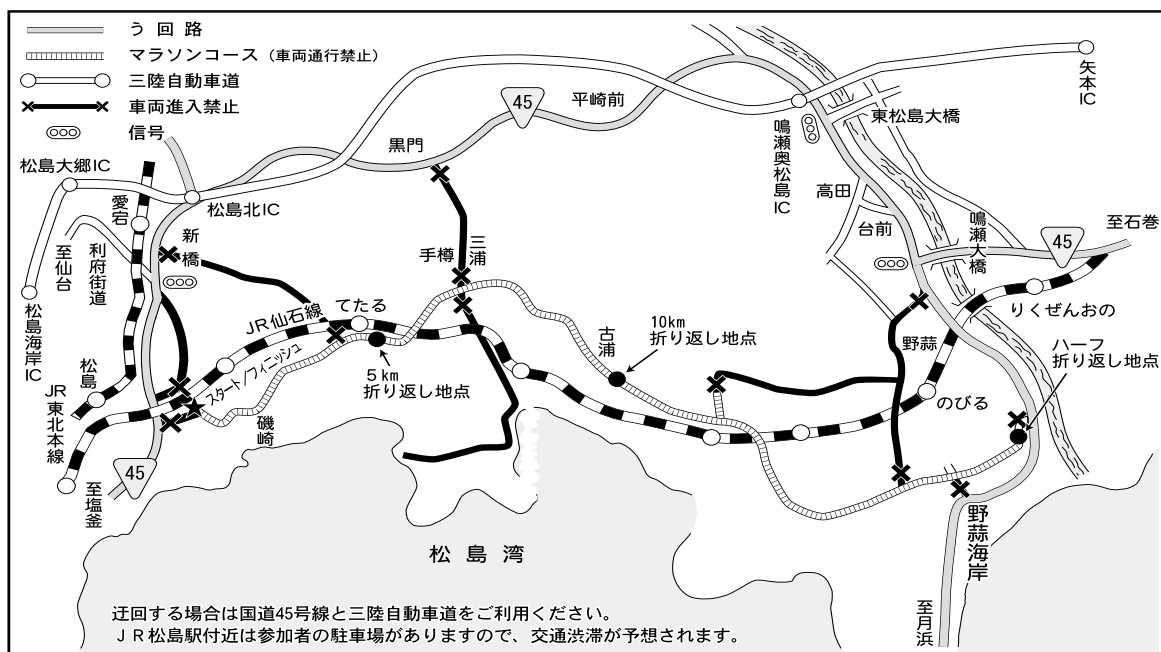 う回路
マラソンコース（車両通行禁止）
三陸自動車道
車両進入禁止
信号
45
平崎前
黒門
矢本IC
東松島大橋
鳴瀬奥松島IC
松島大郷IC
愛宕
松島北IC
高田
台前
鳴瀬大橋
至石巻
45
至仙台
利府街道
新橋
手樽
三浦
松島海岸IC
JR仙石線
てたる
りくぜんおの
古浦
10km
折り返し地点
野蒜
ハーフ
折り返し地点
松島
スタート/フィニッシュ
5km
折り返し地点
のびる
JR東北本線
磯崎
45
至塩釜
野蒜海岸
松島湾
至月浜
迂回する場合は国道45号線と三陸自動車道をご利用ください。
ＪＲ松島駅付近は参加者の駐車場がありますので、交通渋滞が予想されます。